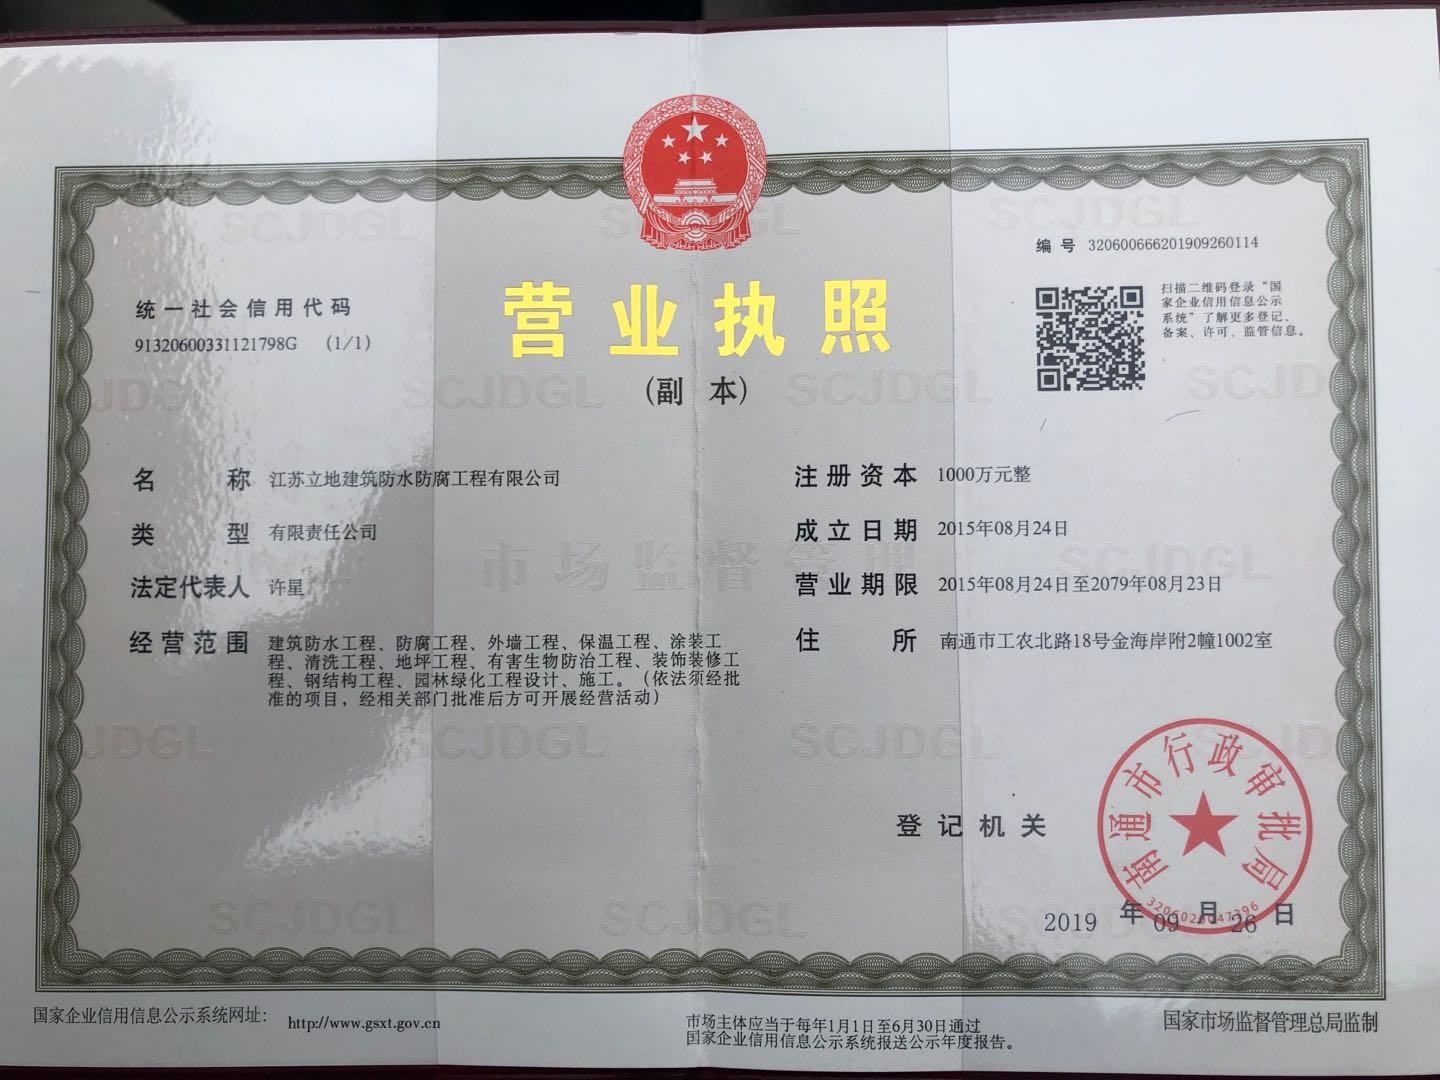 编号 320600666201909260114
扫描二维码登录“国
家企业信用信息公示
系统”了解更多登记、
备案、许可、监管信息。
统一社会信用代码
91320600331121798G (1/1)
营业执照
(副本)
名称 江苏立地建筑防水防腐工程有限公司
类型 有限责任公司
法定代表人 许星
经营范围 建筑防水工程、防腐工程、外墙工程、保温工程、涂装工
程、清洗工程、地坪工程、有害生物防治工程、装饰装修工
程、钢结构工程、园林绿化工程设计、施工。(依法须经批
准的项目，经相关部门批准后方可开展经营活动)
注册资本 1000万元整
成立日期 2015年08月24日
营业期限 2015年08月24日至2079年08月23日
住所 南通市工农北路18号金海岸附2幢1002室
登记机关
南通市行政审批局
2019年09月26日
国家企业信用信息公示系统网址： http://www.gsxt.gov.cn
市场主体应当于每年1月1日至6月30日通过
国家企业信用信息公示系统报送公示年度报告。
国家市场监督管理总局监制